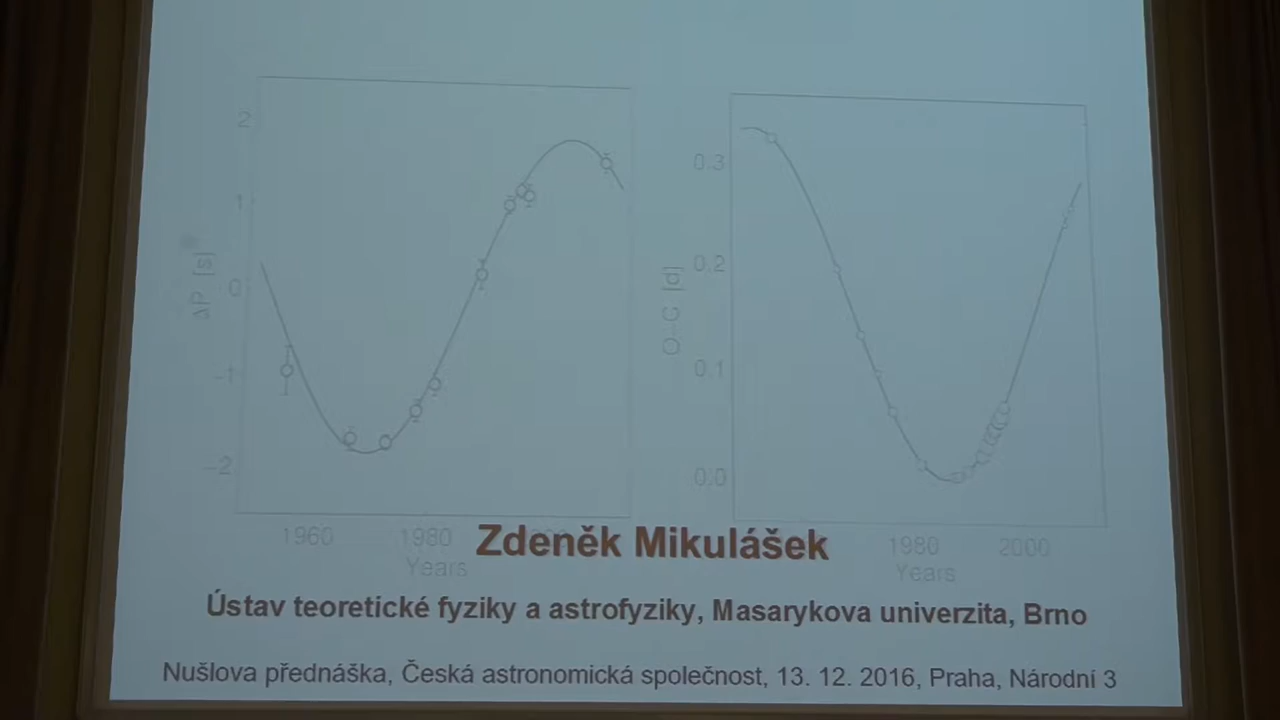 2
1
0
-1
-2
ΔP [s]
1960
1980
Years
0.3
0.2
0.1
0.0
O - C [d]
1980
2000
Years
Zdeněk Mikulášek
Ústav teoretické fyziky a astrofyziky, Masarykova univerzita, Brno
Nušlova přednáška, Česká astronomická společnost, 13. 12. 2016, Praha, Národní 3